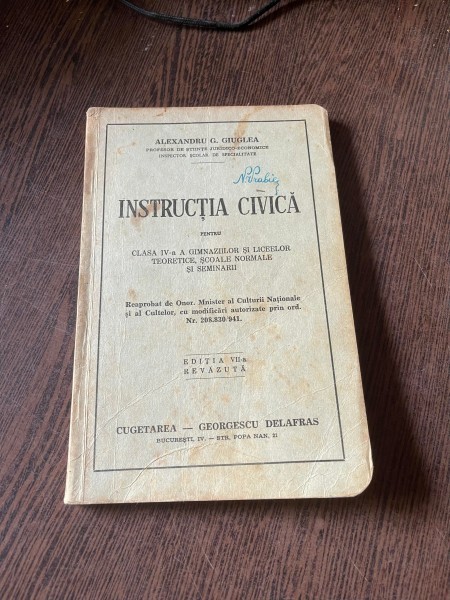 ALEXANDRU G. GIUGLEA
PROFESOR DE ȘTIINȚE JURIDICO-ECONOMICE
INSPECTOR ȘCOLAR DE SPECIALITATE
INSTRUCȚIA CIVICĂ
PENTRU
CLASA IV-a A GIMNAZIILOR ȘI LICEELOR
TEORETICE, ȘCOALE NORMALE
ȘI SEMINARII
Reaprobat de Onor. Mnister al Culturii Naționale
și al Cultelor, cu modificări autorizate prin ord.
Nr. 208.830/941.
EDIȚIA VII-a
REVĂZUTĂ
CUGETAREA — GEORGESCU DELAFRAS
BUCUREȘTI, IV. — STR. POPA NAN, 21